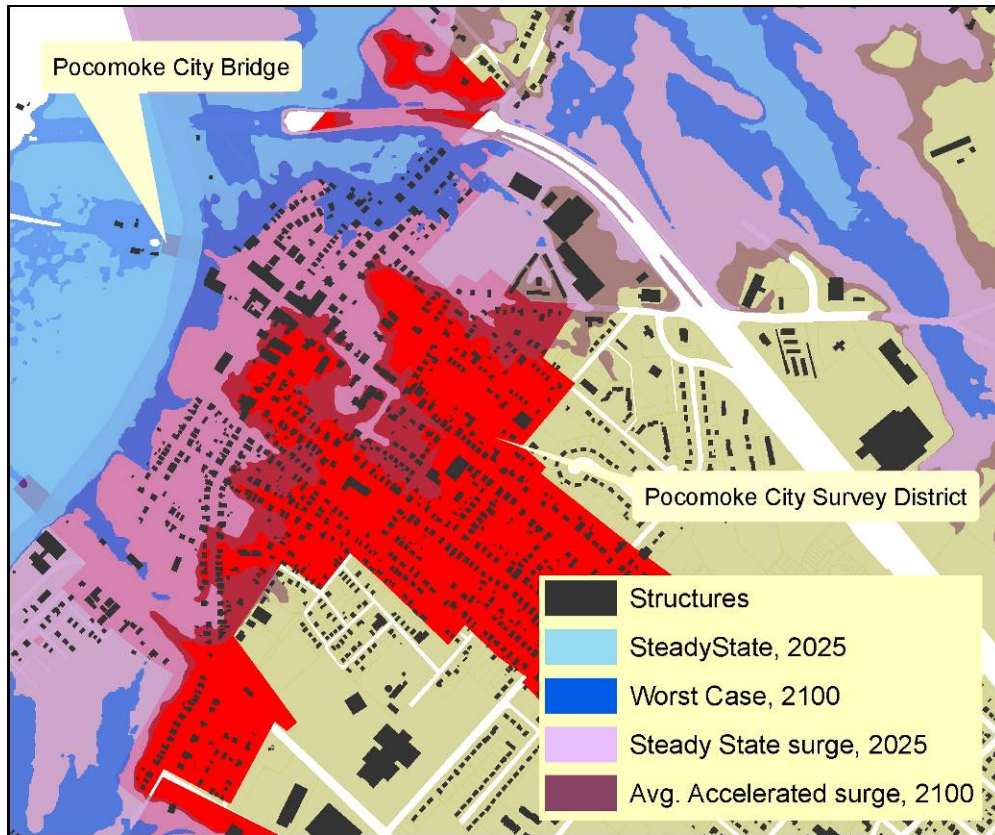 Pocomoke City Bridge
Pocomoke City Survey District
Structures
SteadyState, 2025
Worst Case, 2100
Steady State surge, 2025
Avg. Accelerated surge, 2100